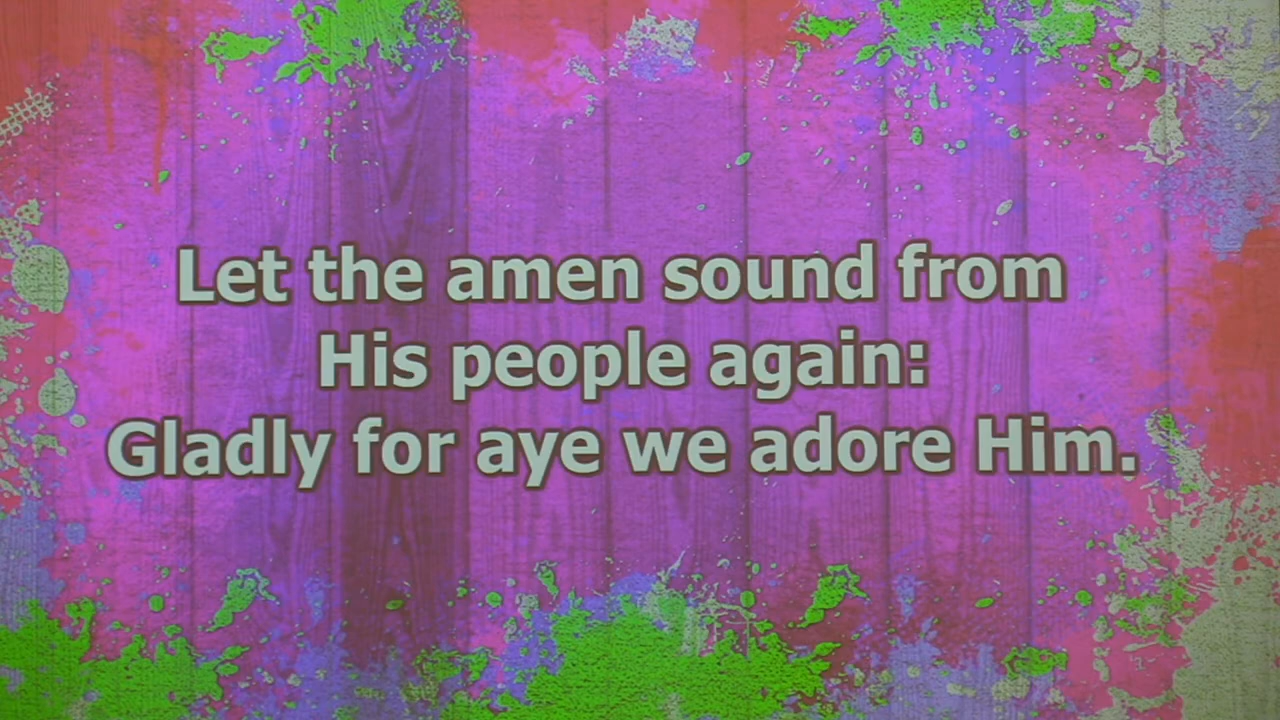 Let the amen sound from
His people again:
Gladly for aye we adore Him.